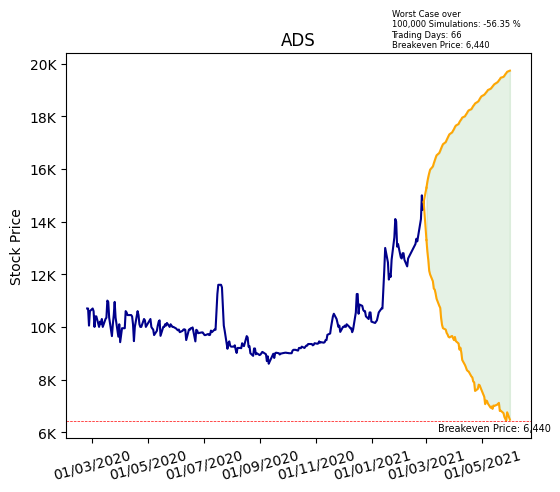 Worst Case over
100,000 Simulations: -56.35 %
Trading Days: 66
Breakeven Price: 6,440
ADS
20K
18K
16K
14K
12K
10K
8K
6K
Stock Price
Breakeven Price: 6,440
01/03/2020
01/05/2020
01/07/2020
01/09/2020
01/11/2020
01/01/2021
01/03/2021
01/05/2021